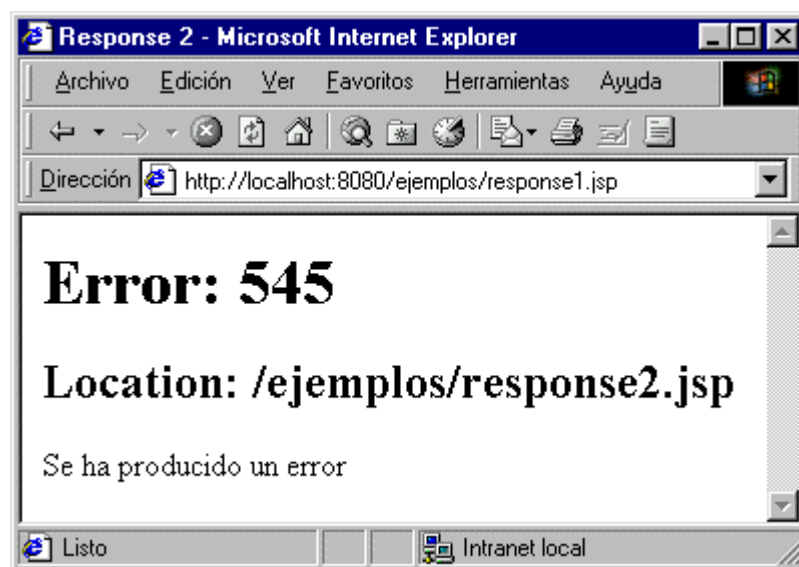 Response 2 - Microsoft Internet Explorer
Archivo Edición Ver Favoritos Herramientas Ayuda
Dirección http://localhost:8080/ejemplos/response1.jsp
Error: 545
Location: /ejemplos/response2.jsp
Se ha producido un error
Listo Intranet local